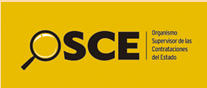 OSCE
Organismo
Supervisor de las
Contrataciones
del Estado